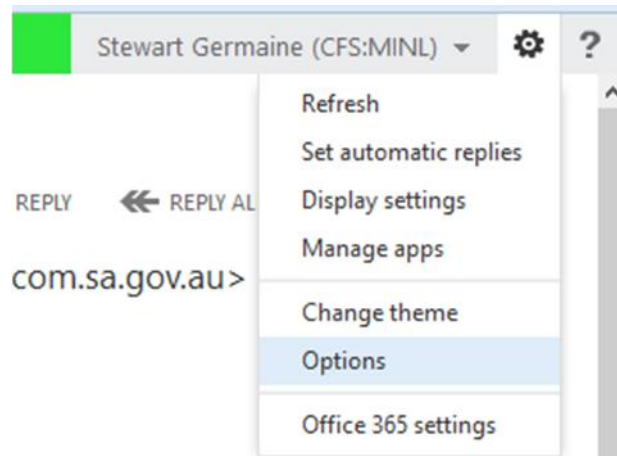 Stewart Germaine (CFS:MINL) ?
Refresh
Set automatic replies
REPLY REPLY AL Display settings
Manage apps
com.sa.gov.au>
Change theme
Options
Office 365 settings